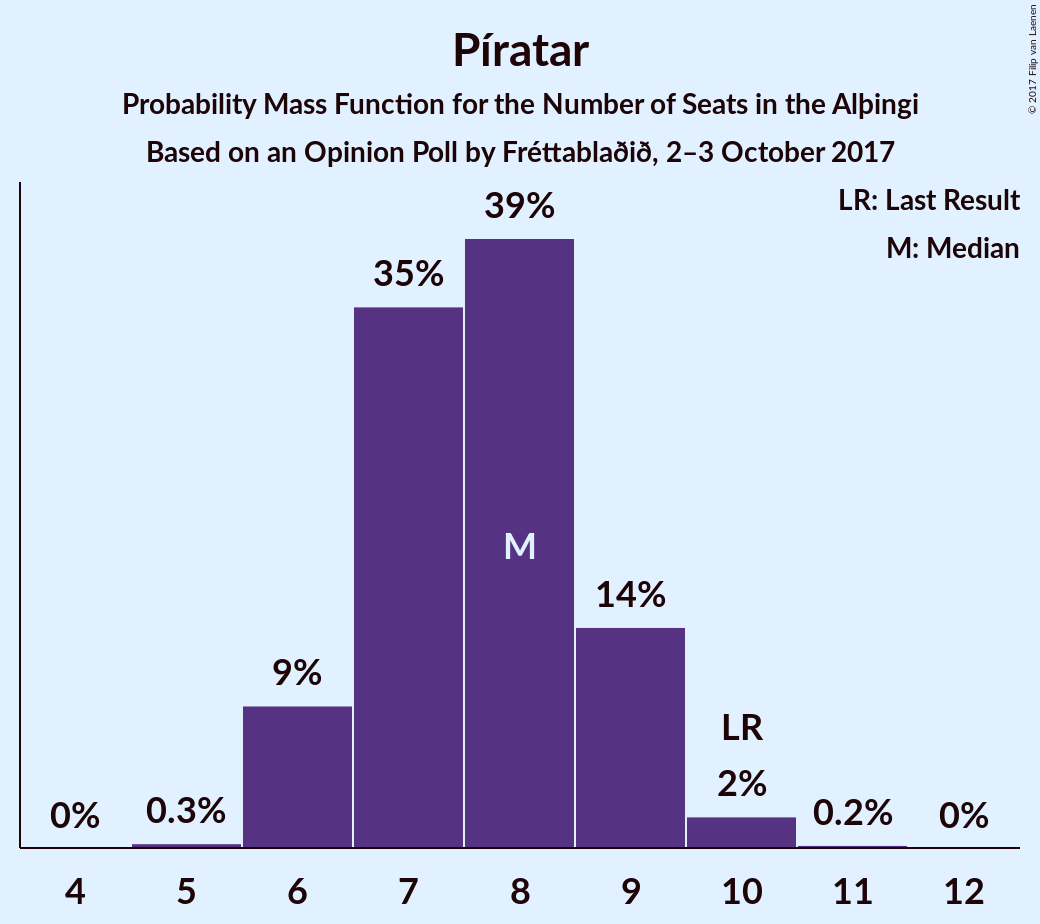 Píratar
Probability Mass Function for the Number of Seats in the Alþingi
Based on an Opinion Poll by Fréttablaðið, 2–3 October 2017
© 2017 Filip van Laenen
LR: Last Result
M: Median
39%
35%
M
14%
9%
LR
2%
0%
0.3%
0.2%
0%
4 5 6 7 8 9 10 11 12